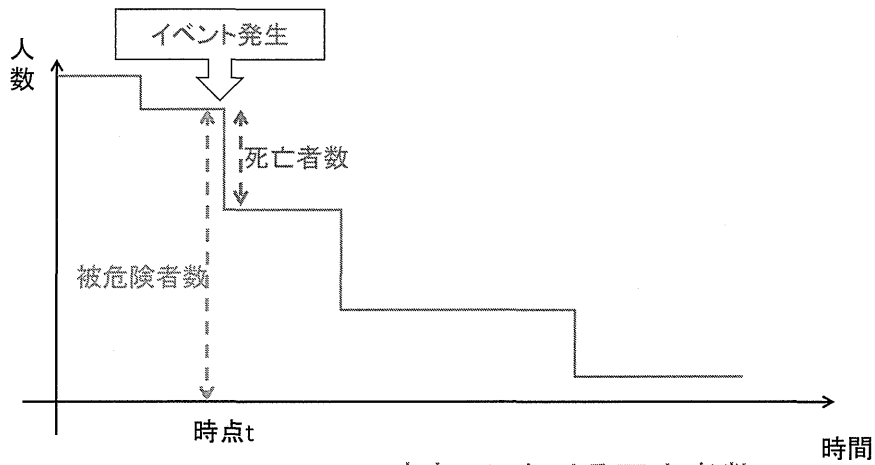 イベント発生
人
数
死亡者数
被危険者数
時点t
時間